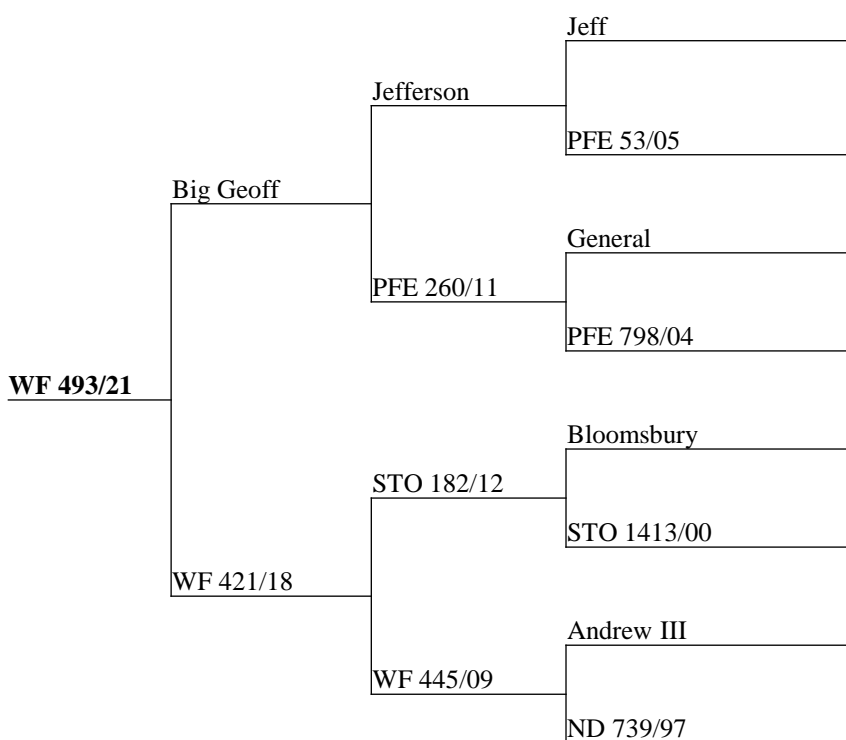 Jeff
Jefferson
PFE 53/05
Big Geoff
General
PFE 260/11
PFE 798/04
WF 493/21
Bloomsbury
STO 182/12
STO 1413/00
WF 421/18
Andrew III
WF 445/09
ND 739/97